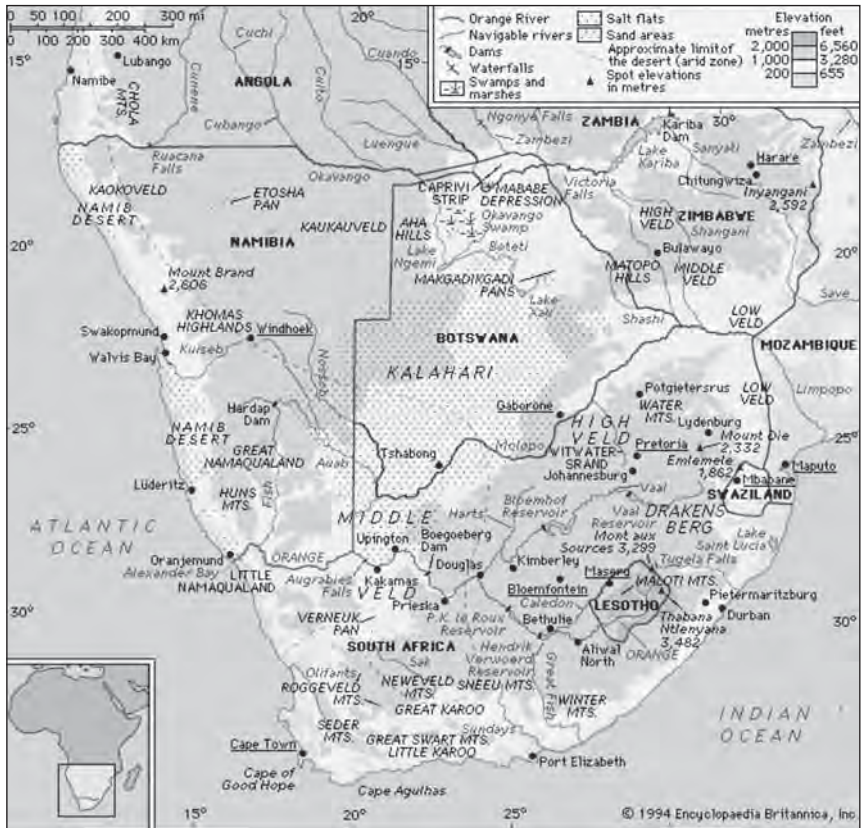 0 100 200 300 mi
0 50 100 200 300 400 km
Orange River
Navigable rivers
Dams
Waterfalls
Swamps and
marshes
Salt flats
Sand areas
Approximate limit of
the desert (arid zone)
Spot elevations
in metres
Elevation
metres feet
2,000 6,560
1,000 3,280
200 655
20°
15°
15°
30°
Lubango
Namibe
CHOLA
MTS.
Cunene
ANGOLA
Cuchi
Cuito
Cuando
Cubango
Luengue
Ngonye Falls
Zambezi
ZAMBIA
Kariba
Dam
Lake
Kariba
Sanyaki
Harare
Zambezi
Chitungwiza
Inyangani
2,592
Ruacana
Falls
Okavango
CAPRIVI
STRIP
MABABE
DEPRESSION
Victoria
Falls
KAOKOVELD
NAMIB
DESERT
ETOSHA
PAN
KAUKAUVELD
AHA
HILLS
Okavango
Swamp
Boteti
Lake
Ngemi
HIGH
VELD
ZIMBABWE
Shangani
20°
20°
NAMIBIA
Bulawayo
MATOPO
HILLS
MIDDLE
VELD
MAKGADIKGADI
PANS
Lake
Xau
Mount Brand
2,606
Save
LOW
VELD
Shashi
KHOMAS
HIGHLANDS
Windhoek
Swakopmund
Walvis Bay
Kuiseb
Nossob
BOTSWANA
KALAHARI
MOZAMBIQUE
Limpopo
LOW
VELD
Potgietersrus
WATER
MTS.
Lydenburg
Mount Die
2,332
Gaborone
HIGH
VELD
Pretoria
25°
25°
NAMIB
DESERT
Hardap
Dam
GREAT
NAMAQUALAND
Auab
Tshabong
Molopo
WITWATER-
SRAND
Johannesburg
Emlemele
1,862
Maputo
Mbabane
SWAZILAND
Lüderitz
HUNS
MTS.
Fish
Bloemhof
Reservoir
Vaal
Vaal
Reservoir
DRAKENS
BERG
ATLANTIC
OCEAN
MIDDLE
VELD
Harts
Upington
Boegoeberg
Dam
Mont aux
Sources 3,299
Lake
Saint Lucia
Tugela Falls
Oranjemund
Alexander Bay
ORANGE
LITTLE
NAMAQUALAND
Augrabies
Falls
Kakamas
Douglas
Kimberley
Maserd
MALOTI MTS.
Bloemfontein
LESOTHO
Pietermaritzburg
Durban
30°
30°
Prieska
Caledon
VERNEUK
PAN
P.K. le Roux
Reservoir
Bethulie
Thabana
Ntlenyana
3,482
ORANGE
SOUTH AFRICA
Hendrik
Verwoerd
Reservoir
Aliwal
North
Sak
Olifants
ROGGEVELD
MTS.
NEWEVELD
MTS.
SNEEU MTS.
Great Fish
WINTER
MTS.
GREAT KAROO
SEDER
MTS.
Sundays
GREAT SWART MTS.
LITTLE KAROO
INDIAN
OCEAN
Cape Town
Cape of
Good Hope
Port Elizabeth
Cape Agulhas
15°
20°
25°
© 1994 Encyclopaedia Britannica, Inc